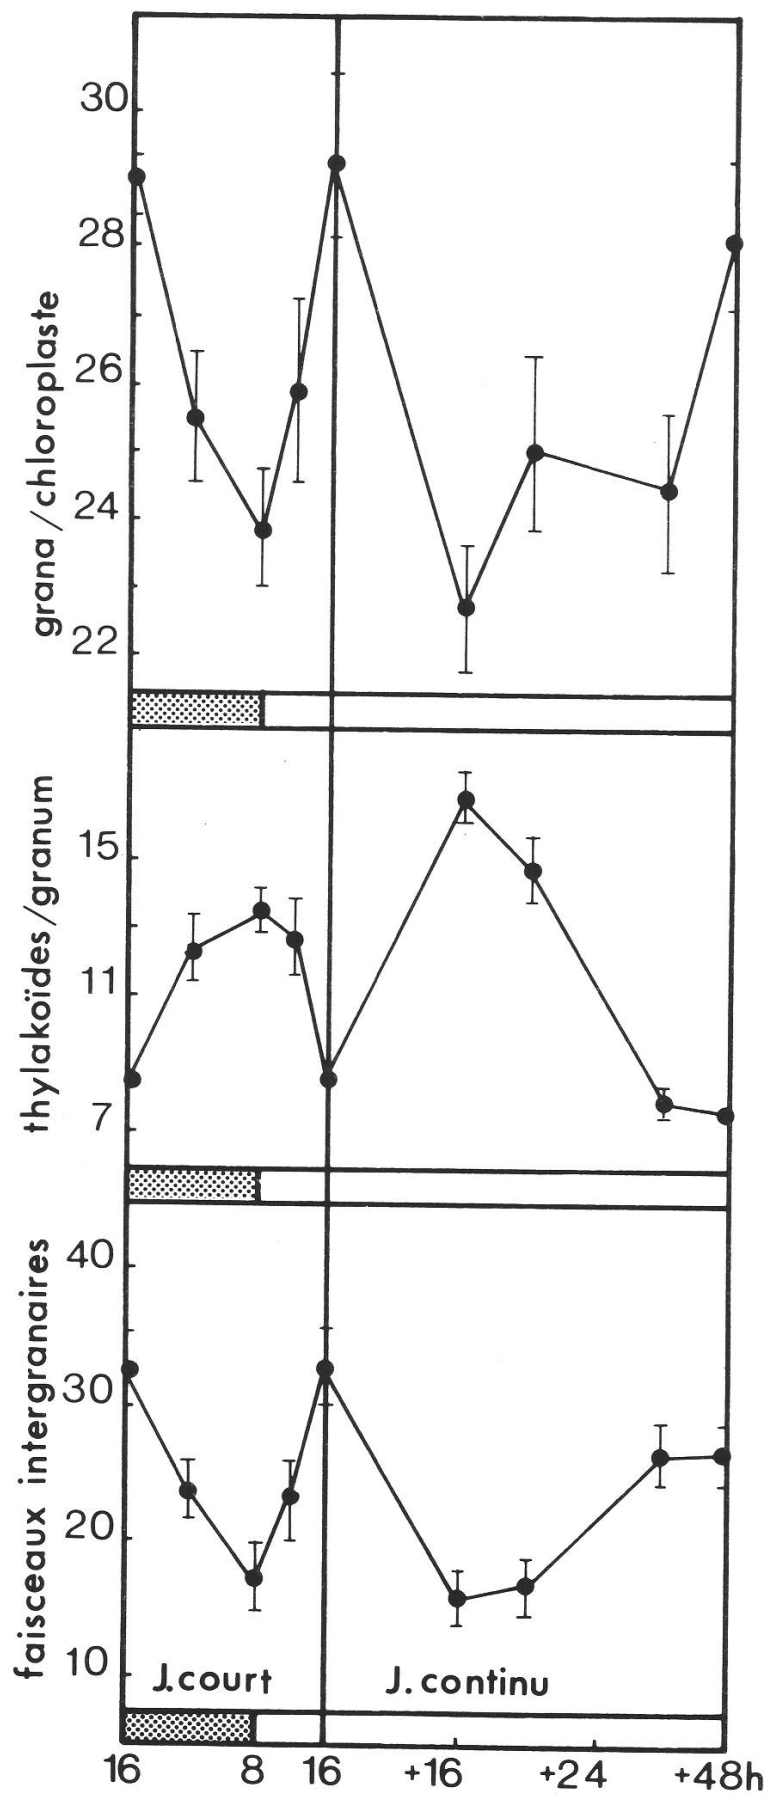 30
28
26
24
22
grana/chloroplaste
15
11
7
thylakoïdes/granum
40
30
20
10
faisceaux intergranaires
J.court J.continu
16 8 16 +16 +24 +48h